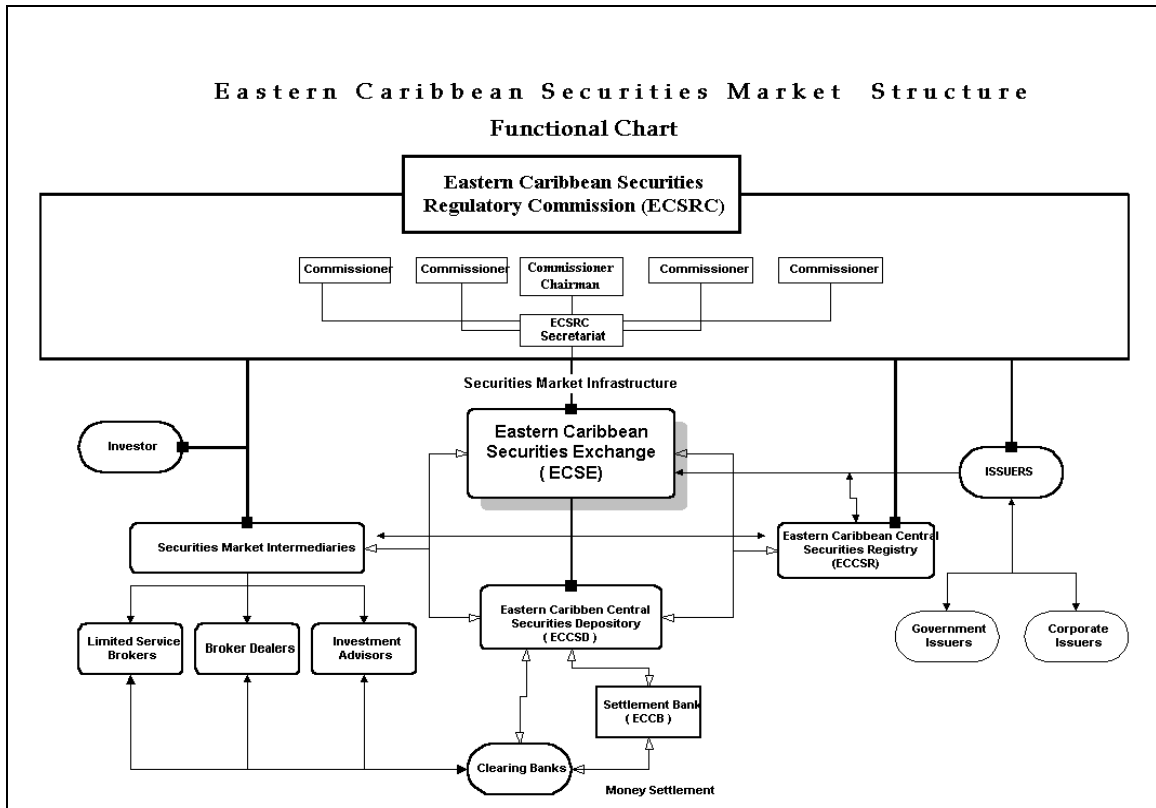 Eastern Caribbean Securities Market Structure
Functional Chart
Eastern Caribbean Securities
Regulatory Commission (ECSRC)
Commissioner
Commissioner
Commissioner
Chairman
Commissioner
Commissioner
ECSRC
Secretariat
Securities Market Infrastructure
Investor
Eastern Caribbean
Securities Exchange
( ECSE)
ISSUERS
Securities Market Intermediaries
Eastern Caribbean Central
Securities Registry
(ECCSR)
Limited Service
Brokers
Broker Dealers
Investment
Advisors
Eastern Caribben Central
Securities Depository
( ECCSD )
Government
Issuers
Corporate
Issuers
Settlement Bank
( ECCB )
Clearing Banks
Money Settlement